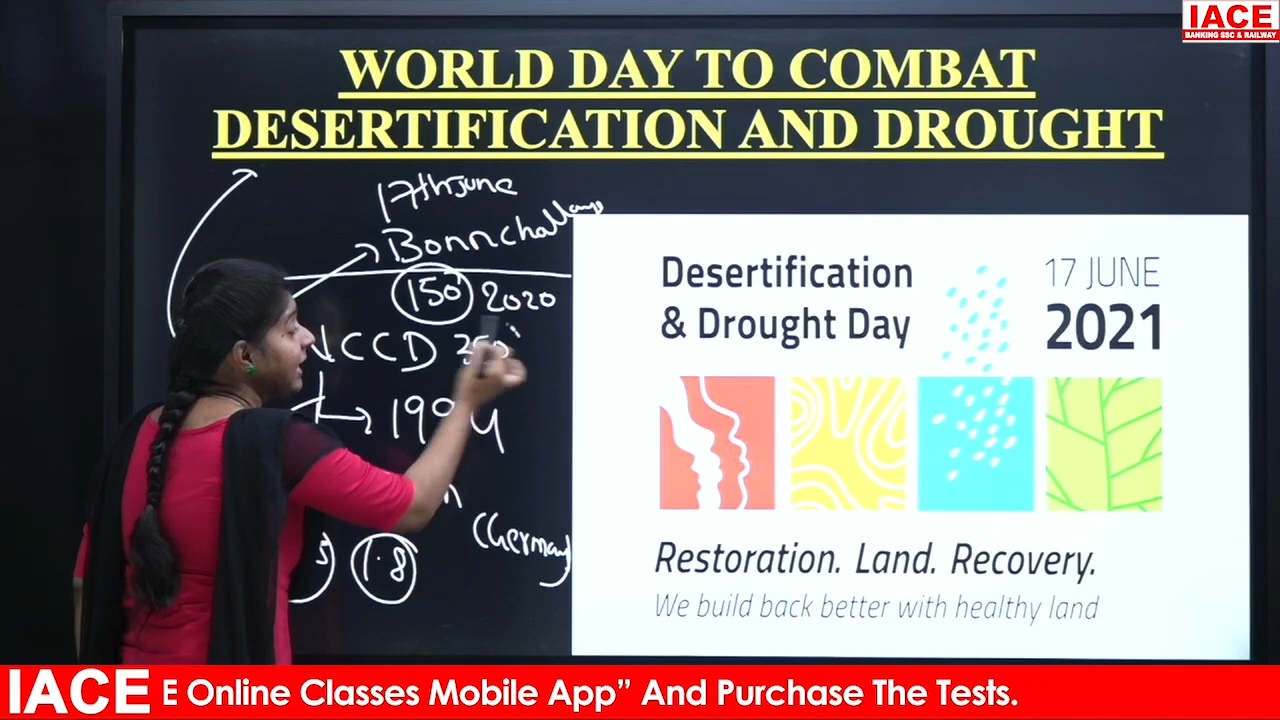 IACE
BANKING SSC & RAILWAY
WORLD DAY TO COMBAT
DESERTIFICATION AND DROUGHT
17th June
Bonn
150 2020
CCD
(Germany)
1.8
Desertification
& Drought Day
17 JUNE
2021
Restoration. Land. Recovery.
We build back better with healthy land
IACE E Online Classes Mobile App” And Purchase The Tests.